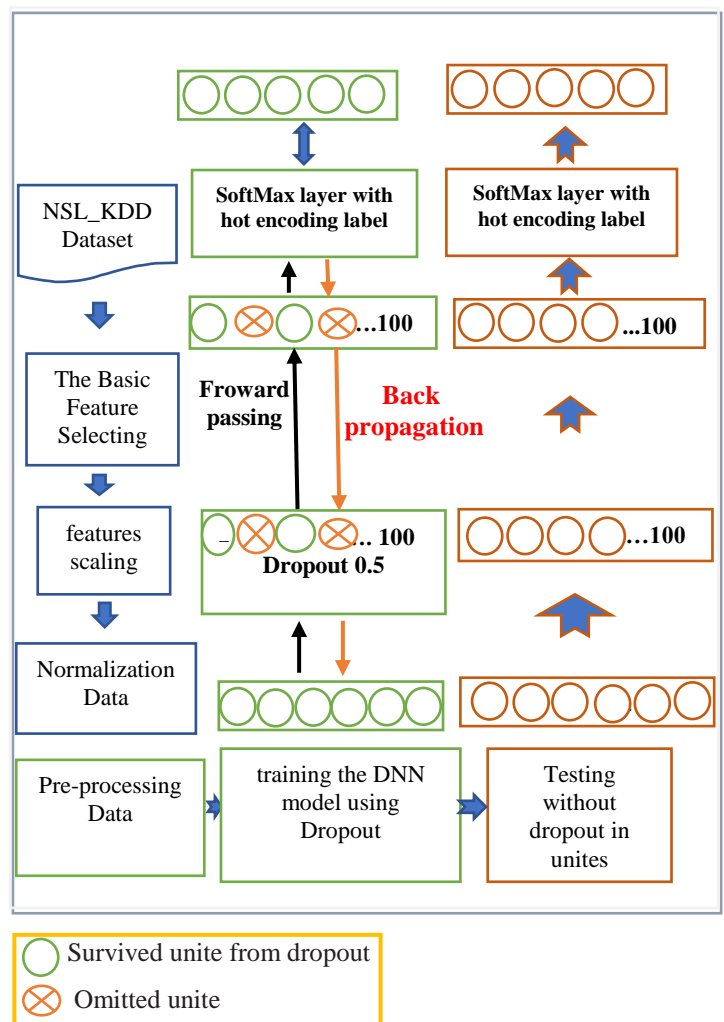 NSL_KDD
Dataset
The Basic
Feature
Selecting
features
scaling
Normalization
Data
Pre-processing
Data
SoftMax layer with
hot encoding label
…100
Froward
passing
Back
propagation
... 100
Dropout 0.5
training the DNN
model using
Dropout
SoftMax layer with
hot encoding label
...100
…100
Testing
without
dropout in
unites
Survived unite from dropout
Omitted unite